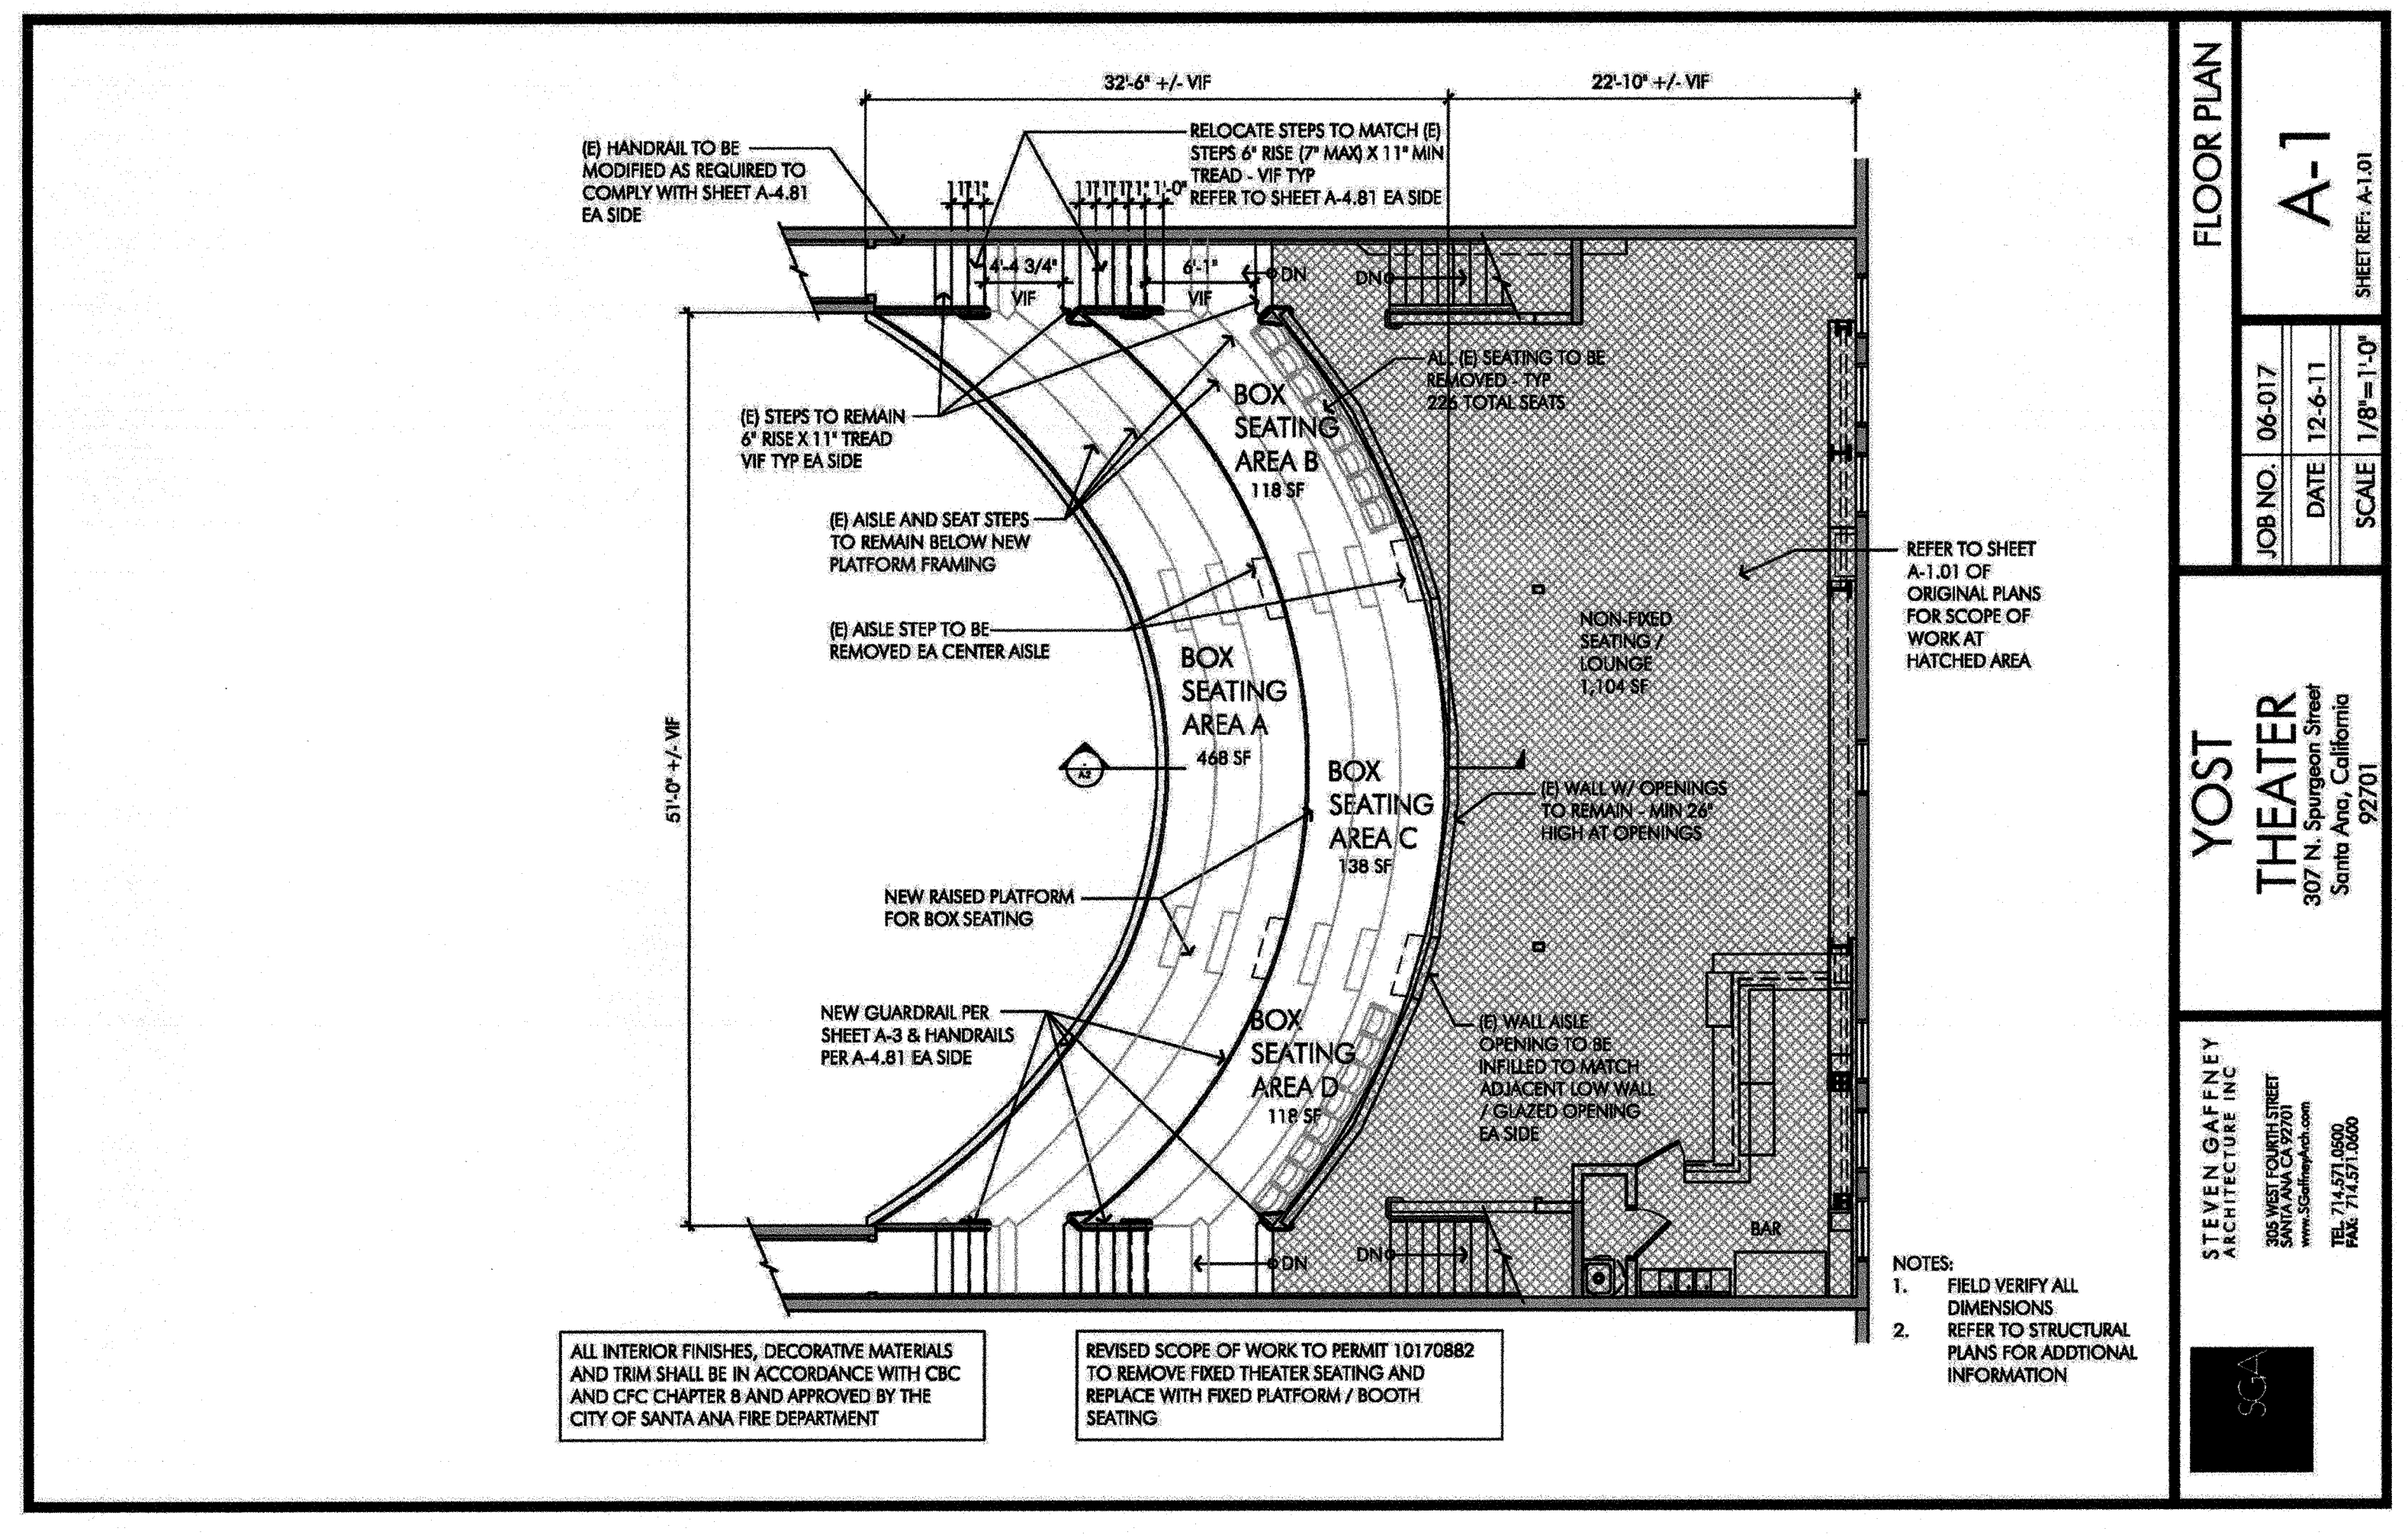 32'-6" +/- VIF
22'-10" +/- VIF
(E) HANDRAIL TO BE
MODIFIED AS REQUIRED TO
COMPLY WITH SHEET A-4.81
EA SIDE
RELOCATE STEPS TO MATCH (E)
STEPS 6" RISE (7" MAX) X 11" MIN
TREAD - VIF TYP
REFER TO SHEET A-4.81 EA SIDE
1'-0"
4'-4 3/4"
VIF
6'-1"
VIF
DN
DN
(E) SEATING TO BE
REMOVED - TYP
226 TOTAL SEATS
BOX
SEATING
AREA B
118 SF
(E) STEPS TO REMAIN
6" RISE X 11" TREAD
VIF TYP EA SIDE
(E) AISLE AND SEAT STEPS
TO REMAIN BELOW NEW
PLATFORM FRAMING
(E) AISLE STEP TO BE
REMOVED EA CENTER AISLE
REFER TO SHEET
A-1.01 OF
ORIGINAL PLANS
FOR SCOPE OF
WORK AT
HATCHED AREA
NON-FIXED
SEATING /
LOUNGE
1,104 SF
BOX
SEATING
AREA A
468 SF
51'-0" +/- VIF
A2
BOX
SEATING
AREA C
138 SF
(E) WALL W/ OPENINGS
TO REMAIN - MIN 26"
HIGH AT OPENINGS
NEW RAISED PLATFORM
FOR BOX SEATING
NEW GUARDRAIL PER
SHEET A-3 & HANDRAILS
PER A-4.81 EA SIDE
BOX
SEATING
AREA D
118 SF
(E) WALL AISLE
OPENING TO BE
INFILLED TO MATCH
ADJACENT LOW WALL
/ GLAZED OPENING
EA SIDE
BAR
DN
DN
NOTES:
1. FIELD VERIFY ALL
DIMENSIONS
2. REFER TO STRUCTURAL
PLANS FOR ADDTIONAL
INFORMATION
ALL INTERIOR FINISHES, DECORATIVE MATERIALS
AND TRIM SHALL BE IN ACCORDANCE WITH CBC
AND CFC CHAPTER 8 AND APPROVED BY THE
CITY OF SANTA ANA FIRE DEPARTMENT
REVISED SCOPE OF WORK TO PERMIT 10170882
TO REMOVE FIXED THEATER SEATING AND
REPLACE WITH FIXED PLATFORM / BOOTH
SEATING
FLOOR PLAN
A-1
SHEET REF: A-1.01
JOB NO. 06-017
DATE 12-6-11
SCALE 1/8"=1'-0"
YOST
THEATER
307 N. Spurgeon Street
Santa Ana, California
92701
STEVEN GAFFNEY
ARCHITECTURE INC
305 WEST FOURTH STREET
SANTA ANA CA 92701
www.SGaffneyArch.com
TEL. 714.571.0500
FAX: 714.571.0600
SGA